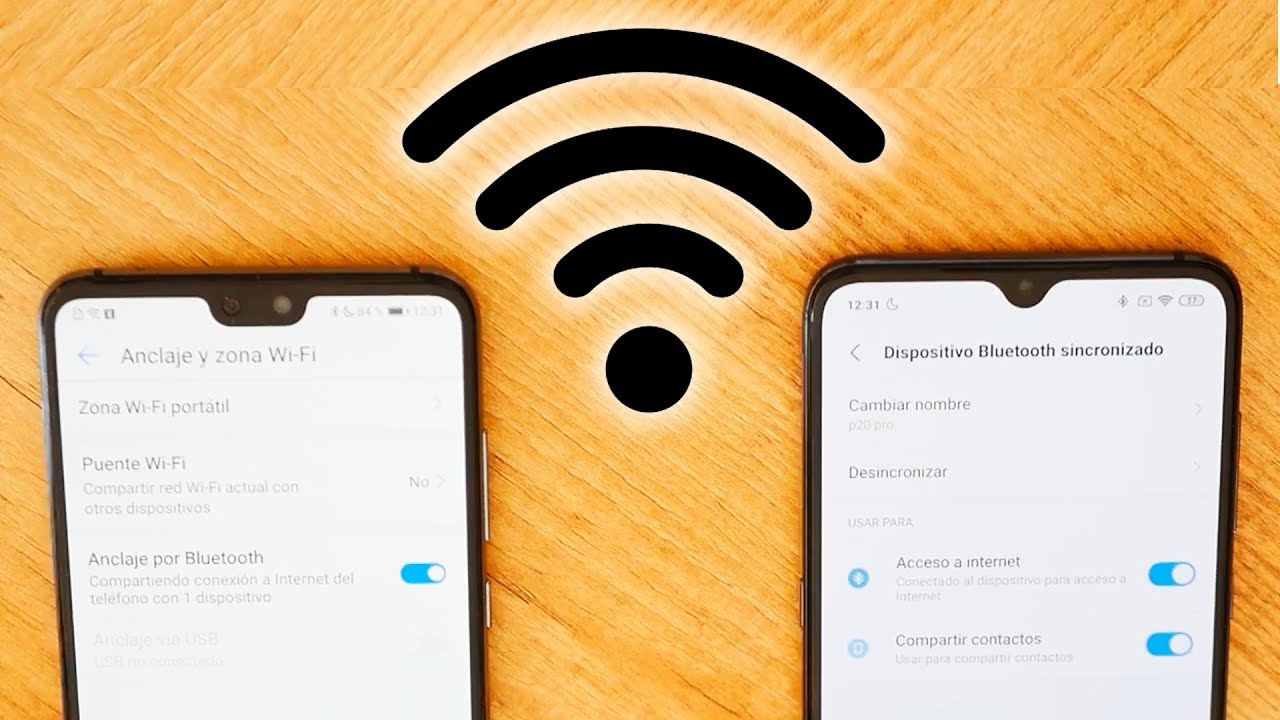 84 % 12:31
Anclaje y zona Wi-Fi
Zona Wi-Fi portátil
Puente Wi-Fi
Compartir red Wi-Fi actual con
otros dispositivos
No
Anclaje por Bluetooth
Compartiendo conexión a Internet del
teléfono con 1 dispositivo
Anclaje vía USB
USB no conectado
12:31
37
Dispositivo Bluetooth sincronizado
Cambiar nombre
p20 pro
Desincronizar
USAR PARA
Acceso a internet
Conectado al dispositivo para acceso a
Internet
Compartir contactos
Usar para compartir contactos